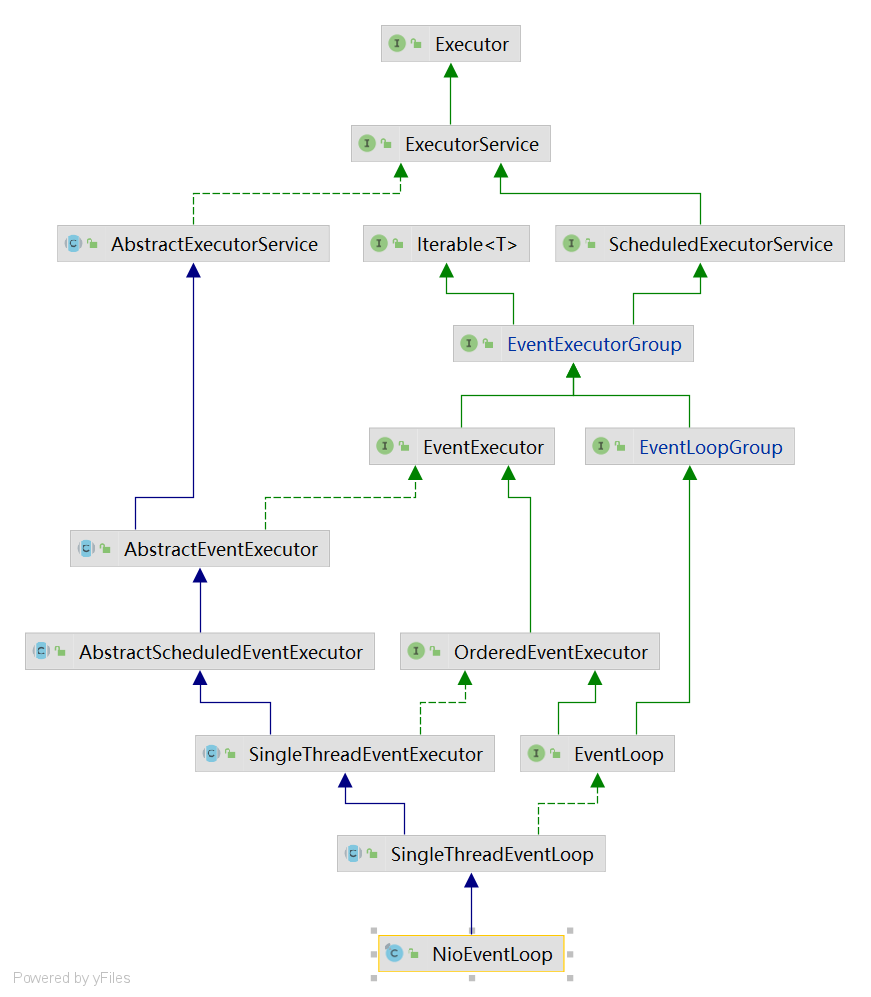 Executor
ExecutorService
AbstractExecutorService
Iterable<T>
ScheduledExecutorService
EventExecutorGroup
EventExecutor
EventLoopGroup
AbstractEventExecutor
AbstractScheduledEventExecutor
OrderedEventExecutor
SingleThreadEventExecutor
EventLoop
SingleThreadEventLoop
NioEventLoop
Powered by yFiles